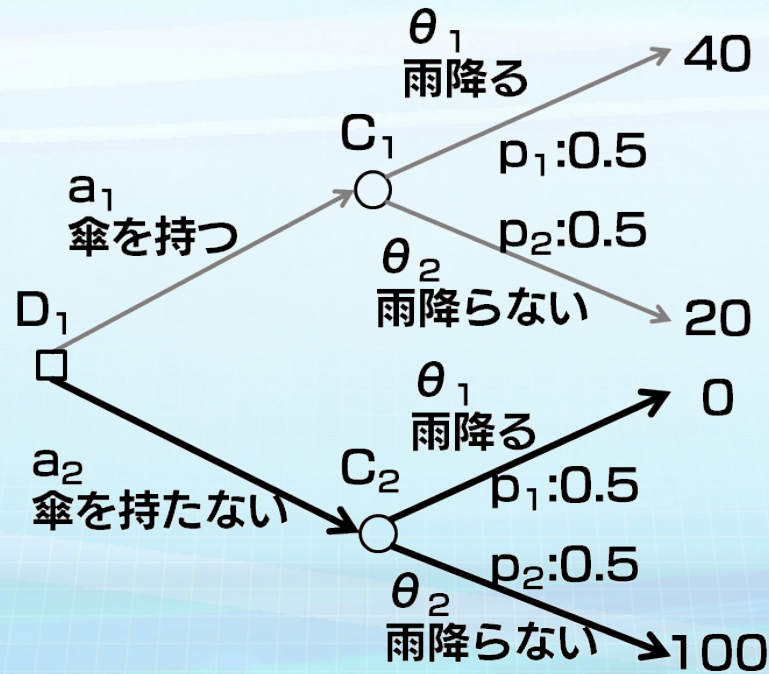 θ1
雨降る
40
C1
p1:0.5
a1
傘を持つ
p2:0.5
θ2
雨降らない
20
D1
θ1
雨降る
0
a2
傘を持たない
C2
p1:0.5
p2:0.5
θ2
雨降らない
100